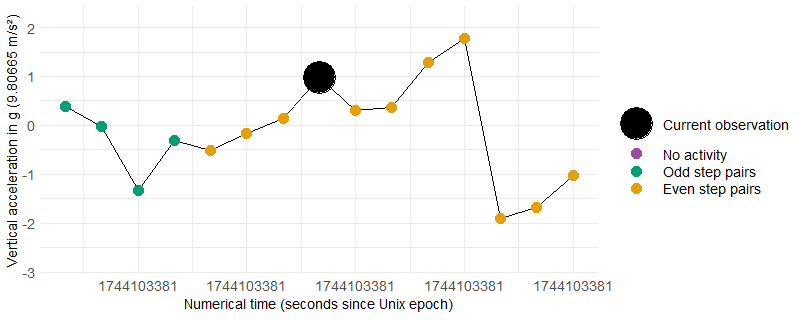 Vertical acceleration in g (9.80665 m/s²)
2
1
0
-1
-2
-3
1744103381 1744103381 1744103381 1744103381 1744103381
Numerical time (seconds since Unix epoch)
Current observation
No activity
Odd step pairs
Even step pairs